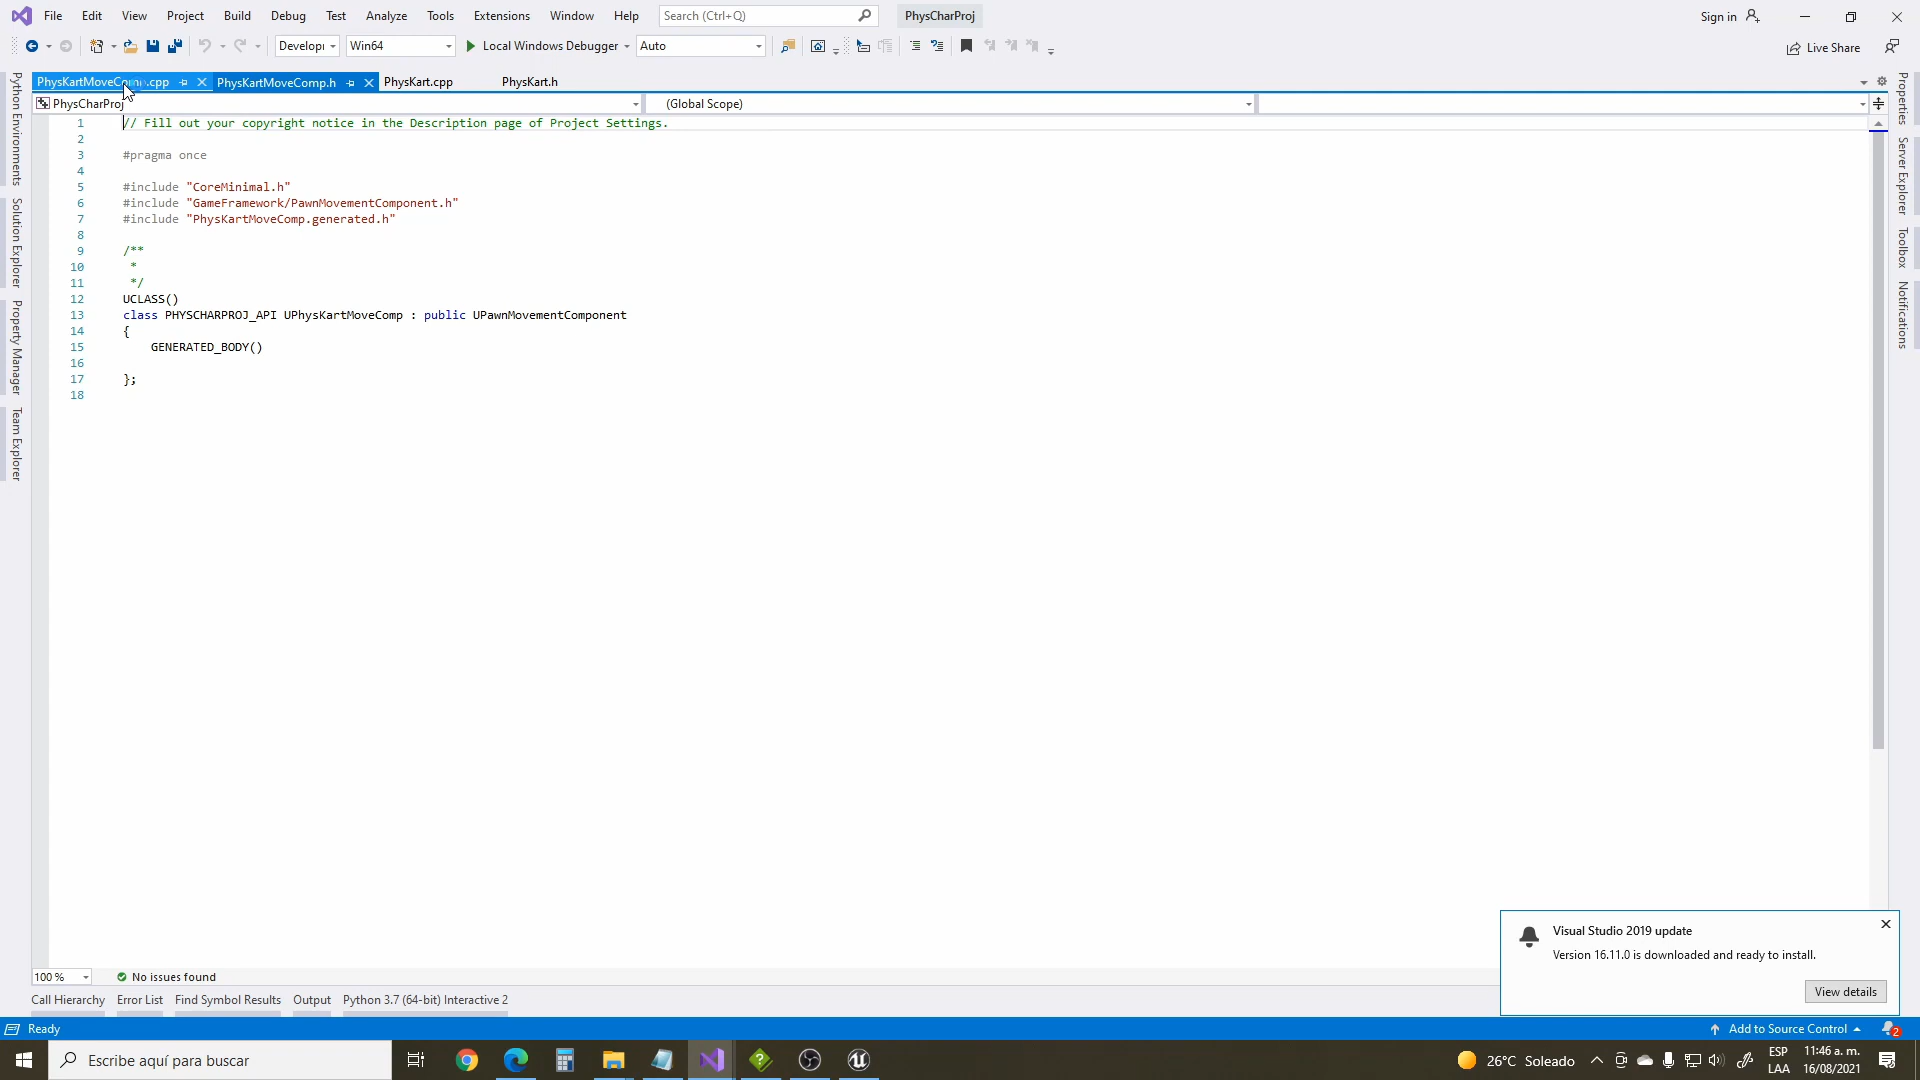 File Edit View Project Build Debug Test Analyze Tools Extensions Window Help Search (Ctrl+Q) PhysCharProj Sign in
Develop Win64 Local Windows Debugger Auto Live Share
PhysKartMoveComp.cpp PhysKartMoveComp.h PhysKart.cpp PhysKart.h
PhysCharProj (Global Scope)
Python Environments
Solution Explorer
Property Manager
Team Explorer
1 // Fill out your copyright notice in the Description page of Project Settings.
2
3 #pragma once
4
5 #include "CoreMinimal.h"
6 #include "GameFramework/PawnMovementComponent.h"
7 #include "PhysKartMoveComp.generated.h"
8
9 /**
10 *
11 */
12 UCLASS()
13 class PHYSCHARPROJ_API UPhysKartMoveComp : public UPawnMovementComponent
14 {
15 GENERATED_BODY()
16
17 };
18
Properties
Server Explorer
Toolbox
Notifications
Visual Studio 2019 update
Version 16.11.0 is downloaded and ready to install.
View details
100 % No issues found
Call Hierarchy Error List Find Symbol Results Output Python 3.7 (64-bit) Interactive 2
Ready Add to Source Control 2
Escribe aquí para buscar 26°C Soleado ESP 11:46 a. m.
LAA 16/08/2021